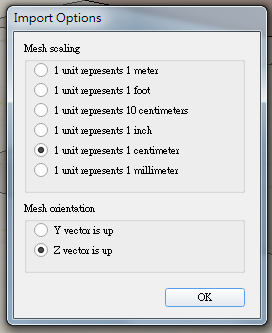 Import Options
Mesh scaling
1 unit represents 1 meter
1 unit represents 1 foot
1 unit represents 10 centimeters
1 unit represents 1 inch
1 unit represents 1 centimeter
1 unit represents 1 millimeter
Mesh orientation
Y vector is up
Z vector is up
OK